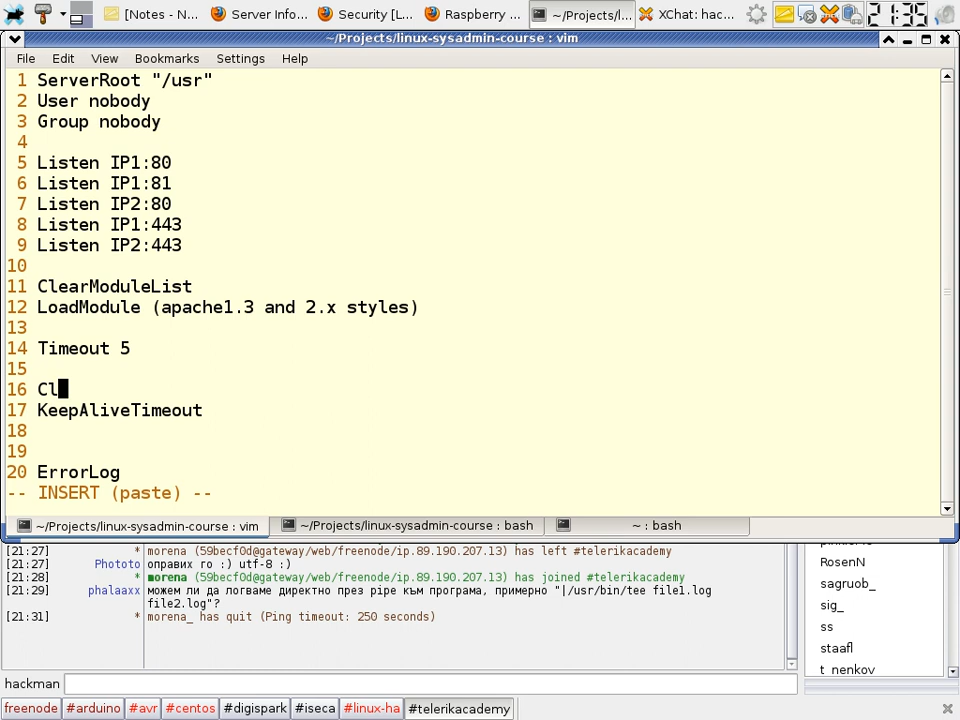 [Notes - N... Server Info... Security [L... Raspberry ... ~/Projects/l... XChat: hac... 21:35
~/Projects/linux-sysadmin-course : vim
File Edit View Bookmarks Settings Help
1 ServerRoot "/usr"
2 User nobody
3 Group nobody
4
5 Listen IP1:80
6 Listen IP1:81
7 Listen IP2:80
8 Listen IP1:443
9 Listen IP2:443
10
11 ClearModuleList
12 LoadModule (apache1.3 and 2.x styles)
13
14 Timeout 5
15
16 Cl
17 KeepAliveTimeout
18
19
20 ErrorLog
-- INSERT (paste) --
~/Projects/linux-sysadmin-course : vim ~/Projects/linux-sysadmin-course : bash ~ : bash
[21:27] * morena (59becf0d@gateway/web/freenode/ip.89.190.207.13) has left #telerikacademy
[21:27] Phototo оправих го :) utf-8 :)
[21:28] * morena (59becf0d@gateway/web/freenode/ip.89.190.207.13) has joined #telerikacademy
[21:29] phalaaxx можем ли да логваме директно през pipe към програма, примерно "|/usr/bin/tee file1.log
file2.log"?
[21:31] * morena_ has quit (Ping timeout: 250 seconds)
RosenN
sagruob_
sig_
ss
staafl
t_nenkov
hackman
freenode #arduino #avr #centos #digispark #iseca #linux-ha #telerikacademy